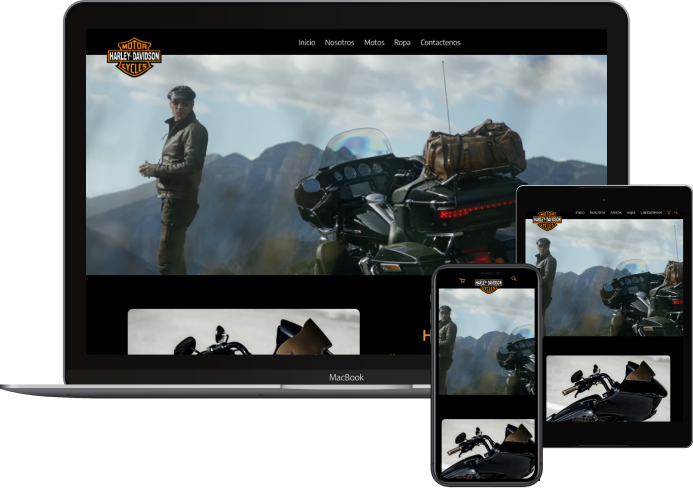 MOTOR
HARLEY-DAVIDSON
CYCLES
Inicio Nosotros Motos Ropa Contactenos
H
MacBook
MOTOR
HARLEY-DAVIDSON
CYCLES
Inicio Nosotros Motos Ropa Contactenos
HARLEY-DAVIDSON
CYCLES